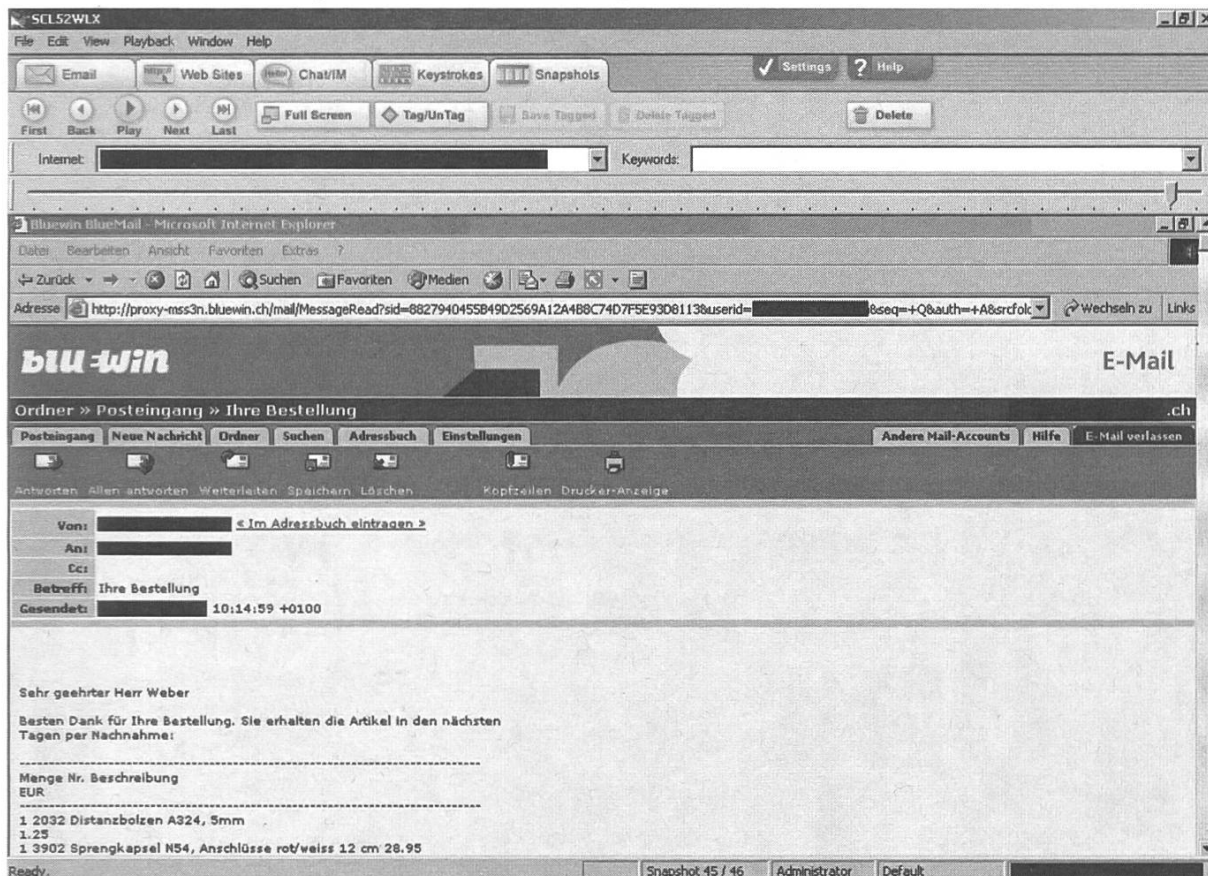 SCL52WLX
File Edit View Playback Window Help
Email Web Sites Chat/IM Keystrokes Snapshots Settings ? Help
First Back Play Next Last Full Screen Tag/UnTag Save Tagged Delete Tagged Delete
Internet: Keywords:
Bluewin BlueMail - Microsoft Internet Explorer
Datei Bearbeiten Ansicht Favoriten Extras ?
Zurück Suchen Favoriten Medien
Adresse http://proxy-mss3n.bluewin.ch/mail/MessageRead?sid=8827940455B49D2569A12A4B8C74D7F5E93D8113&userid= &seq=+Q&auth=+A&srcfolc Wechseln zu Links
bluewin E-Mail
Ordner » Posteingang » Ihre Bestellung .ch
Posteingang Neue Nachricht Ordner Suchen Adressbuch Einstellungen Andere Mail-Accounts Hilfe E-Mail verlassen
Antworten Allen antworten Weiterleiten Speichern Löschen Kopfzeilen Drucker-Anzeige
Von: < Im Adressbuch eintragen >
An:
Cc:
Betreff: Ihre Bestellung
Gesendet: 10:14:59 +0100
Sehr geehrter Herr Weber
Besten Dank für Ihre Bestellung. Sie erhalten die Artikel in den nächsten
Tagen per Nachnahme:
Menge Nr. Beschreibung
EUR
1 2032 Distanzbolzen A324, 5mm
1.25
1 3902 Sprengkapsel N54, Anschlüsse rot/weiss 12 cm 28.95
Ready. Snapshot 45 / 46 Administrator Default